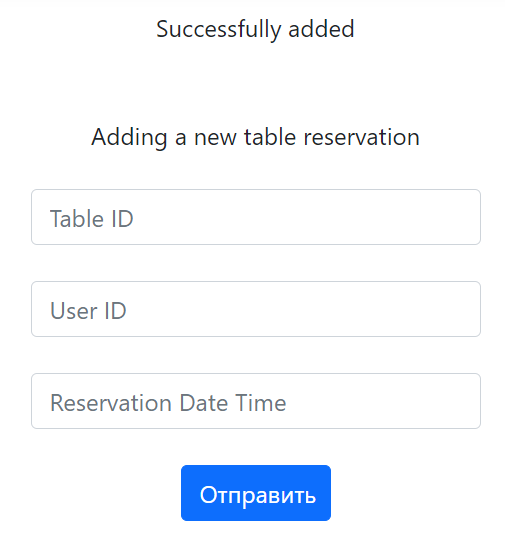 Successfully added
Adding a new table reservation
Table ID
User ID
Reservation Date Time
Отправить